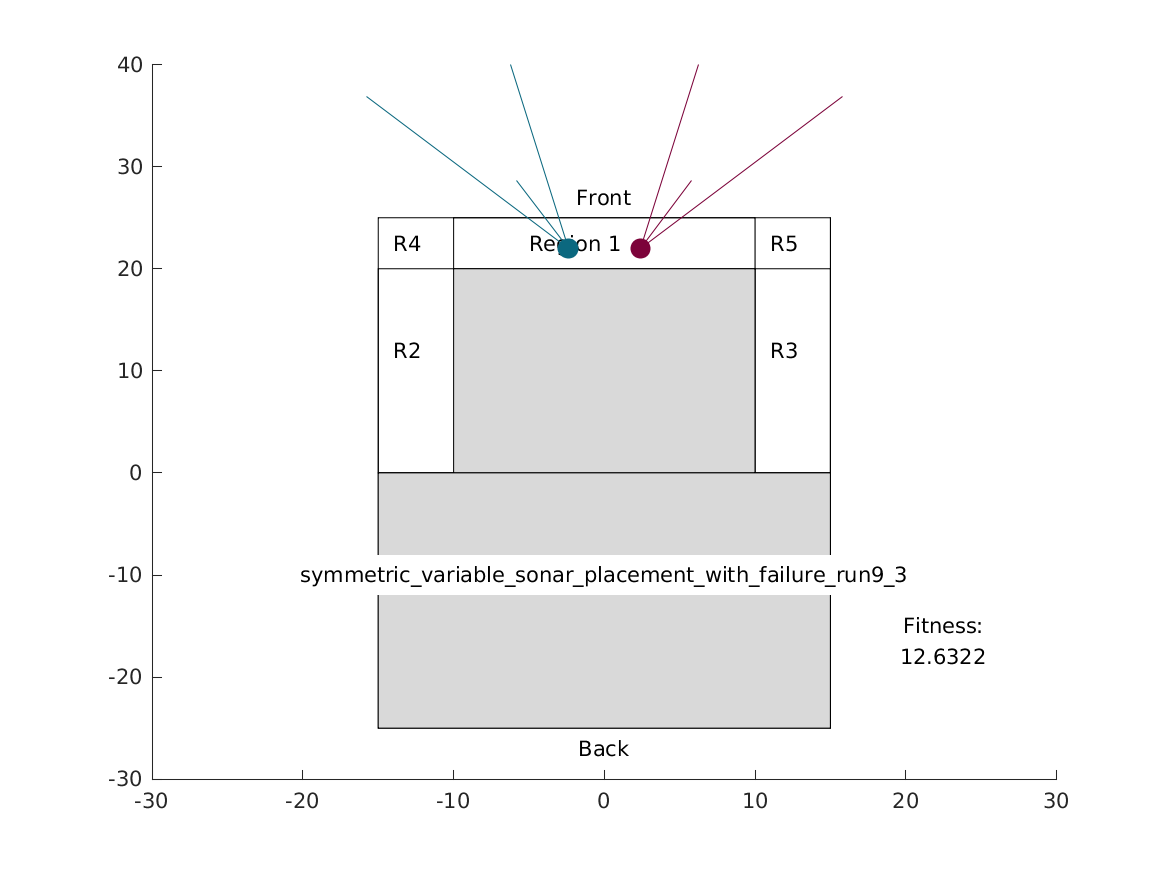 40
30
20
10
0
-10
-20
-30
-30
-20
-10
0
10
20
30
Front
R4
Region 1
R5
R2
R3
symmetric_variable_sonar_placement_with_failure_run9_3
Fitness:
12.6322
Back